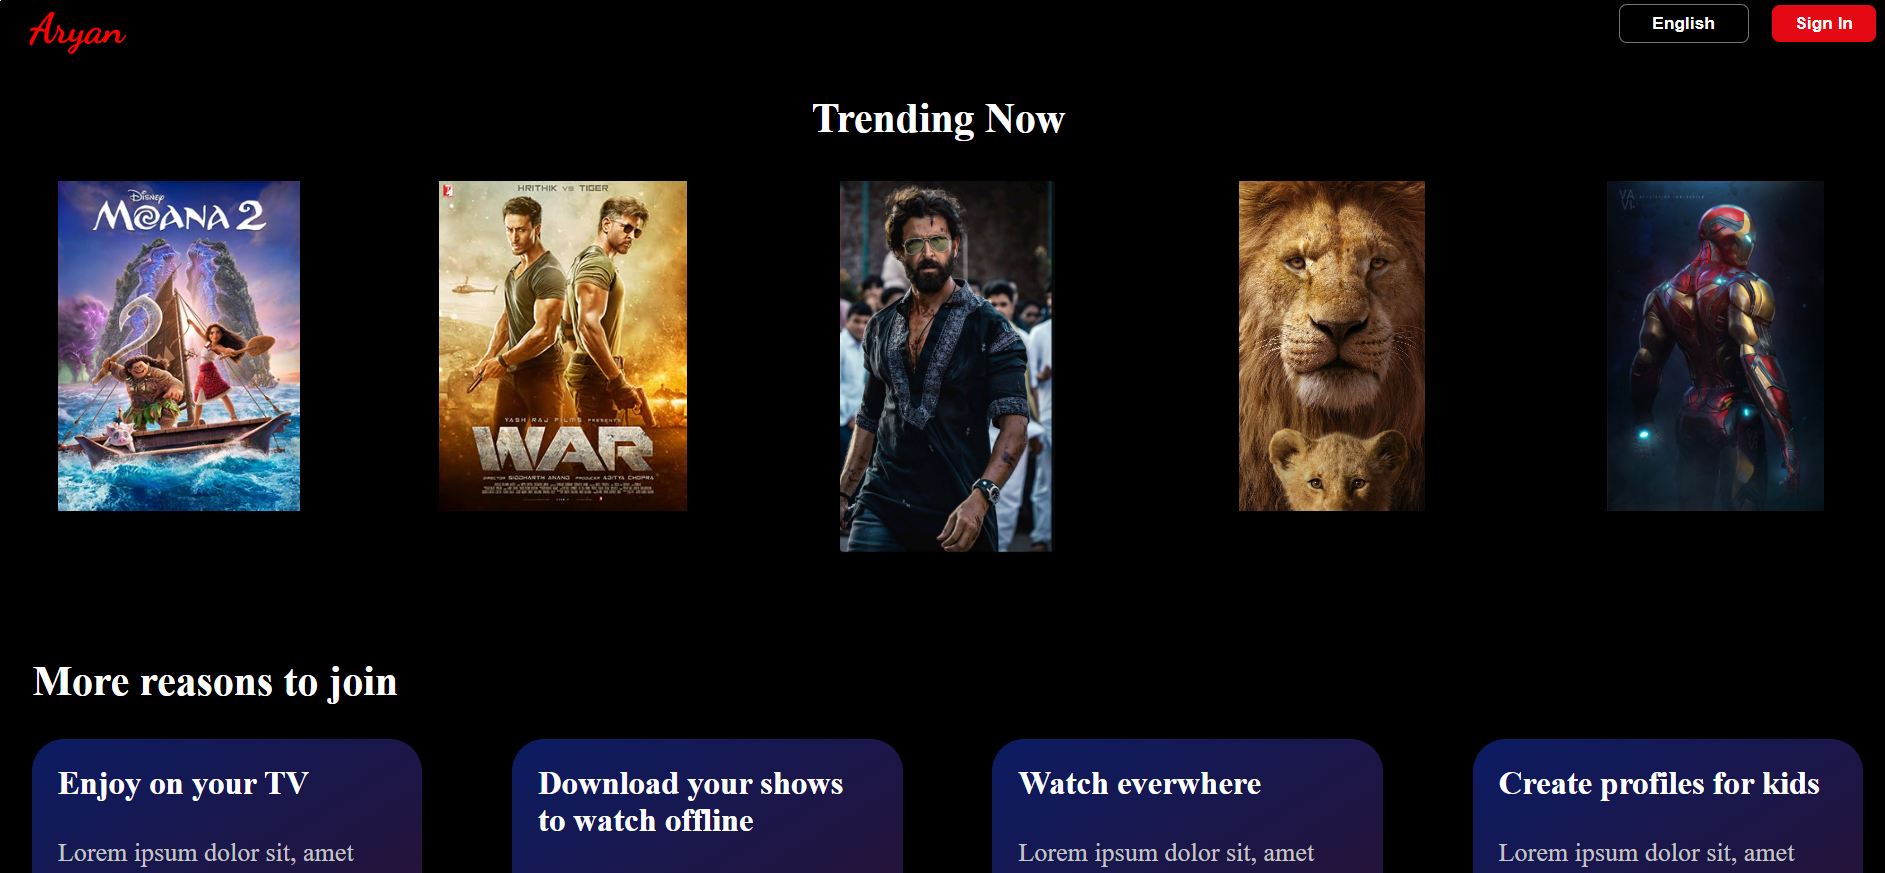 Aryan
English
Sign In
Trending Now
Disney
MOANA 2
HRITHIK VS TIGER
YASH RAJ FILMS PRESENTS
WAR
DIRECTOR SIDDHARTH ANAND PRODUCER ADITYA CHOPRA
More reasons to join
Enjoy on your TV
Lorem ipsum dolor sit, amet
Download your shows
to watch offline
Watch everwhere
Lorem ipsum dolor sit, amet
Create profiles for kids
Lorem ipsum dolor sit, amet